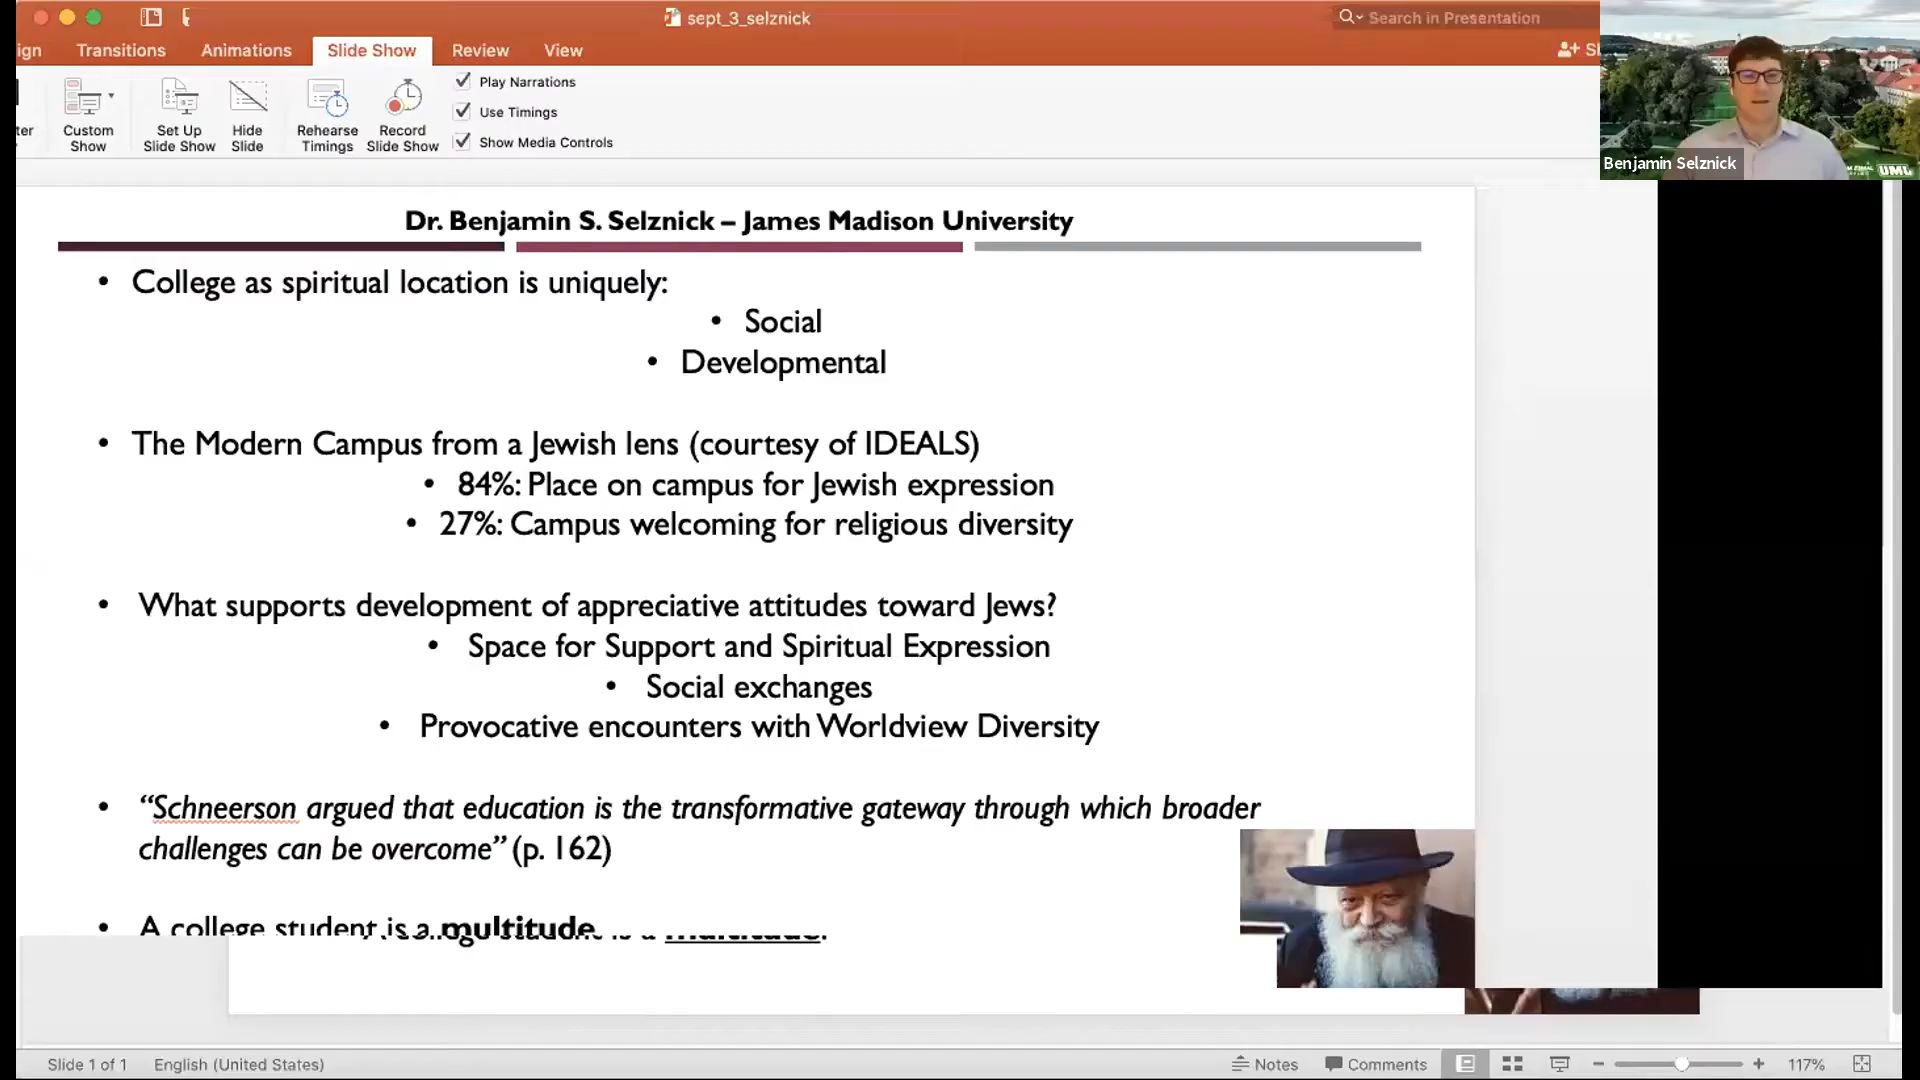 sept_3_selznick
Search in Presentation
ign Transitions Animations Slide Show Review View
Play Narrations
Use Timings
Show Media Controls
ter
Custom Show
Set Up Slide Show
Hide Slide
Rehearse Timings
Record Slide Show
Benjamin Selznick
UML
Dr. Benjamin S. Selznick – James Madison University
• College as spiritual location is uniquely:
• Social
• Developmental
• The Modern Campus from a Jewish lens (courtesy of IDEALS)
• 84%: Place on campus for Jewish expression
• 27%: Campus welcoming for religious diversity
• What supports development of appreciative attitudes toward Jews?
• Space for Support and Spiritual Expression
• Social exchanges
• Provocative encounters with Worldview Diversity
• “Schneerson argued that education is the transformative gateway through which broader
challenges can be overcome” (p. 162)
• A college student is a multitude.
Slide 1 of 1 English (United States) Notes Comments 117%